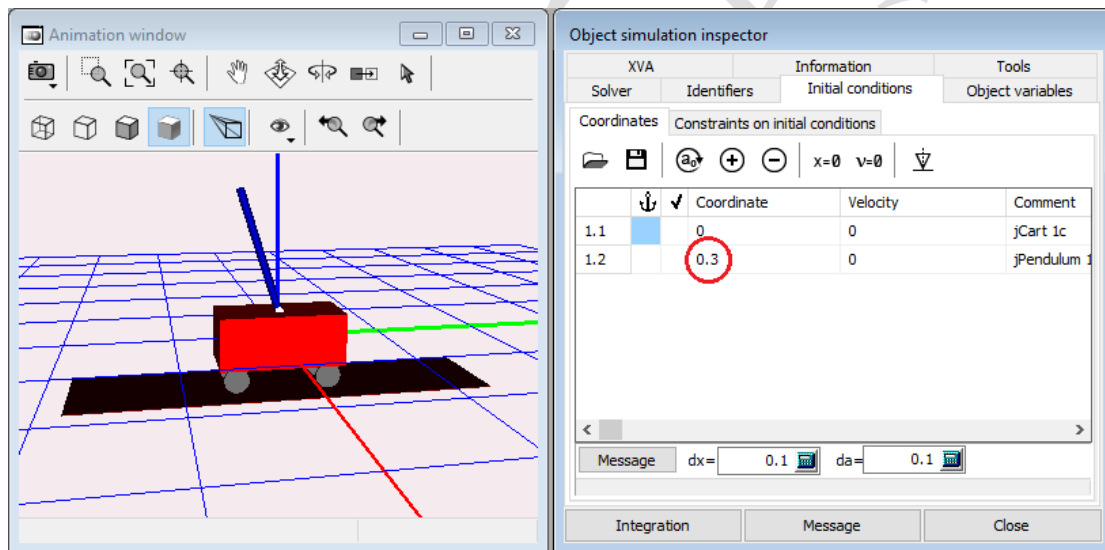 Animation window
Object simulation inspector
XVA Information Tools
Solver Identifiers Initial conditions Object variables
Coordinates Constraints on initial conditions
a₀ x=0 v=0
Coordinate Velocity Comment
1.1 0 0 jCart 1c
1.2 0.3 0 jPendulum 1
Message dx= 0.1 da= 0.1
Integration Message Close